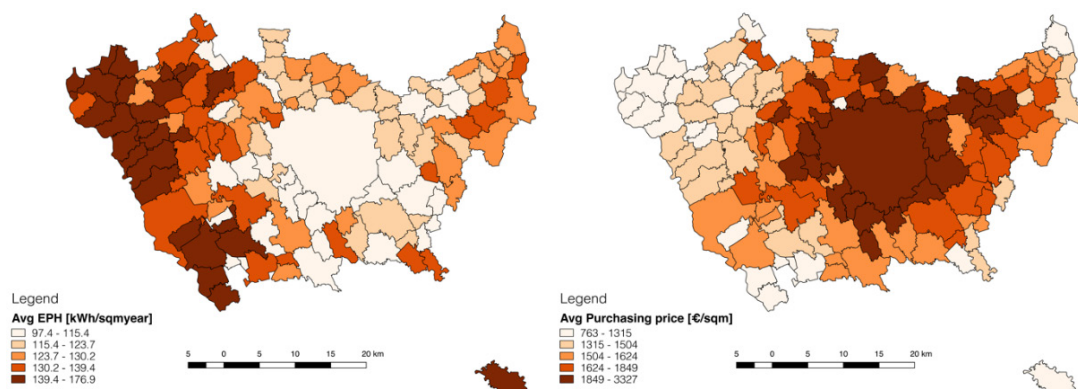 Legend
Avg EPH [kWh/sqmyear]
97.4 - 115.4
115.4 - 123.7
123.7 - 130.2
130.2 - 139.4
139.4 - 176.9
5 0 5 10 15 20 km
Legend
Avg Purchasing price [€/sqm]
763 - 1315
1315 - 1504
1504 - 1624
1624 - 1849
1849 - 3327
5 0 5 10 15 20 km